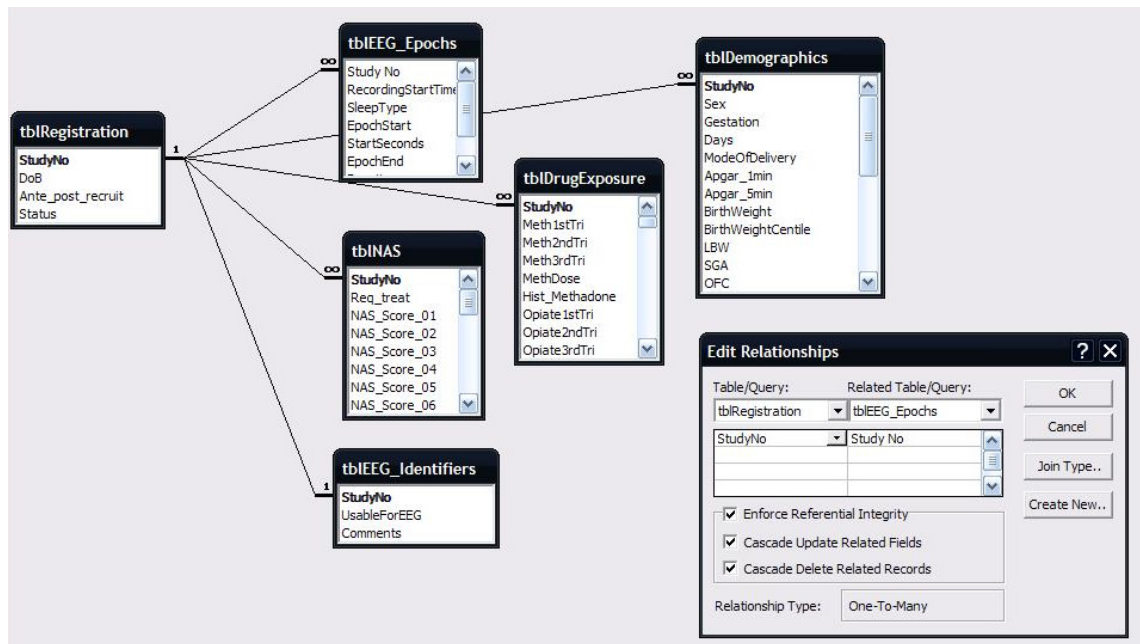 tblRegistration
StudyNo
DoB
Ante_post_recruit
Status
1
tblEEG_Epochs
∞
Study No
RecordingStartTime
SleepType
EpochStart
StartSeconds
EpochEnd
tblDemographics
∞
StudyNo
Sex
Gestation
Days
ModeOfDelivery
Apgar_1min
Apgar_5min
BirthWeight
BirthWeightCentile
LBW
SGA
OFC
tblDrugExposure
∞
StudyNo
Meth1stTri
Meth2ndTri
Meth3rdTri
MethDose
Hist_Methadone
Opiate1stTri
Opiate2ndTri
Opiate3rdTri
tblNAS
∞
StudyNo
Req_treat
NAS_Score_01
NAS_Score_02
NAS_Score_03
NAS_Score_04
NAS_Score_05
NAS_Score_06
tblEEG_Identifiers
1
StudyNo
UsableForEEG
Comments
Edit Relationships ? X
Table/Query: Related Table/Query:
tblRegistration tblEEG_Epochs
StudyNo Study No
OK
Cancel
Join Type..
Create New..
Enforce Referential Integrity
Cascade Update Related Fields
Cascade Delete Related Records
Relationship Type: One-To-Many